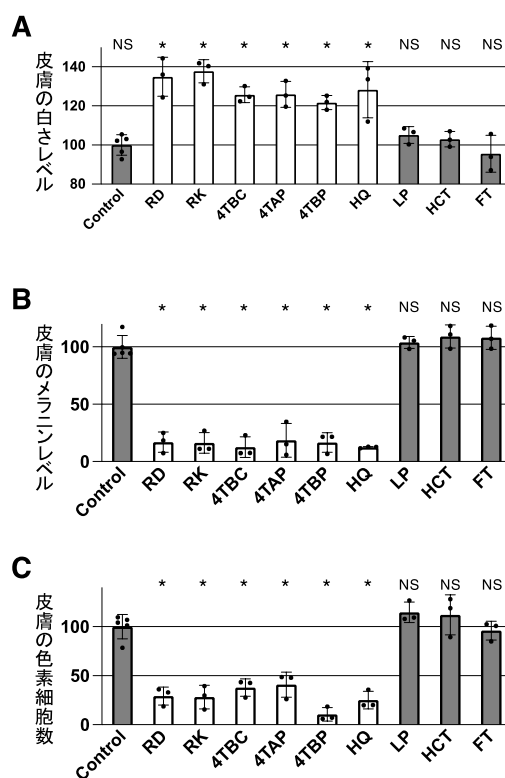 A
皮膚の白さレベル
NS * * * * * * NS NS NS
140
120
100
80
Control RD RK 4TBC 4TAP 4TBP HQ LP HCT FT
B
皮膚のメラニンレベル
* * * * * * NS NS NS
100
50
0
Control RD RK 4TBC 4TAP 4TBP HQ LP HCT FT
C
皮膚の色素細胞数
* * * * * * NS NS NS
100
50
0
Control RD RK 4TBC 4TAP 4TBP HQ LP HCT FT